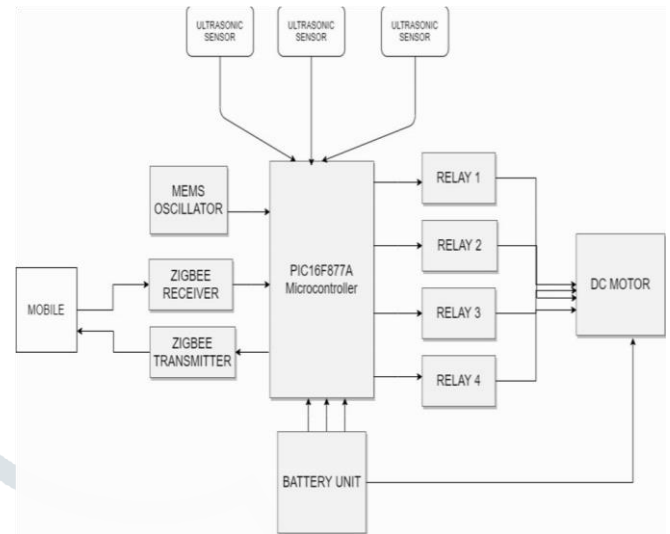 ULTRASONIC
SENSOR
ULTRASONIC
SENSOR
ULTRASONIC
SENSOR
MEMS
OSCILLATOR
ZIGBEE
RECEIVER
ZIGBEE
TRANSMITTER
MOBILE
PIC16F877A
Microcontroller
RELAY 1
RELAY 2
RELAY 3
RELAY 4
DC MOTOR
BATTERY UNIT